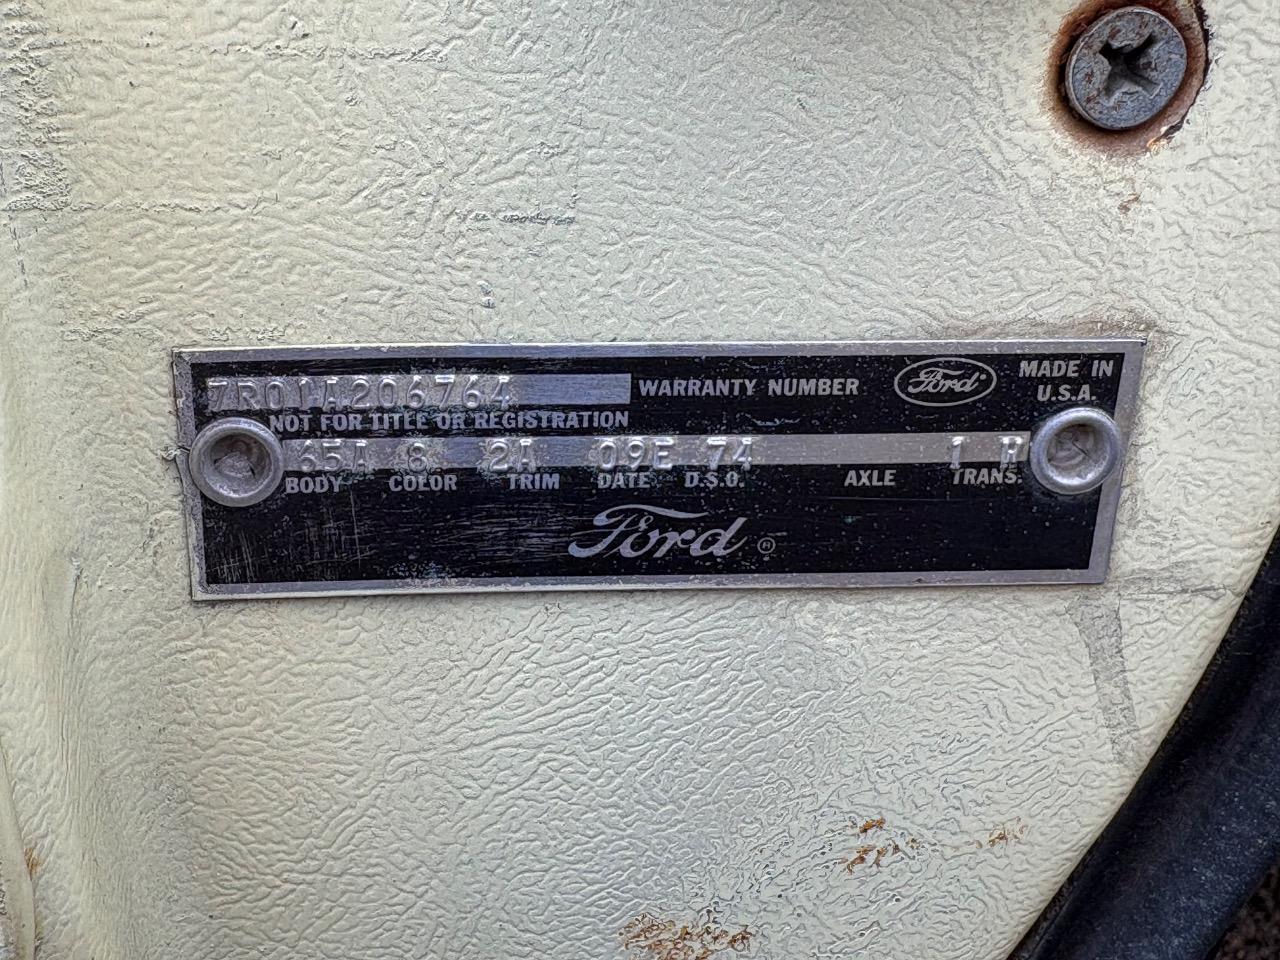 7R01A206764 WARRANTY NUMBER Ford MADE IN U.S.A.
NOT FOR TITLE OR REGISTRATION
65A 8 2A 09E 74 1
BODY COLOR TRIM DATE D.S.O. AXLE TRANS.
Ford ®